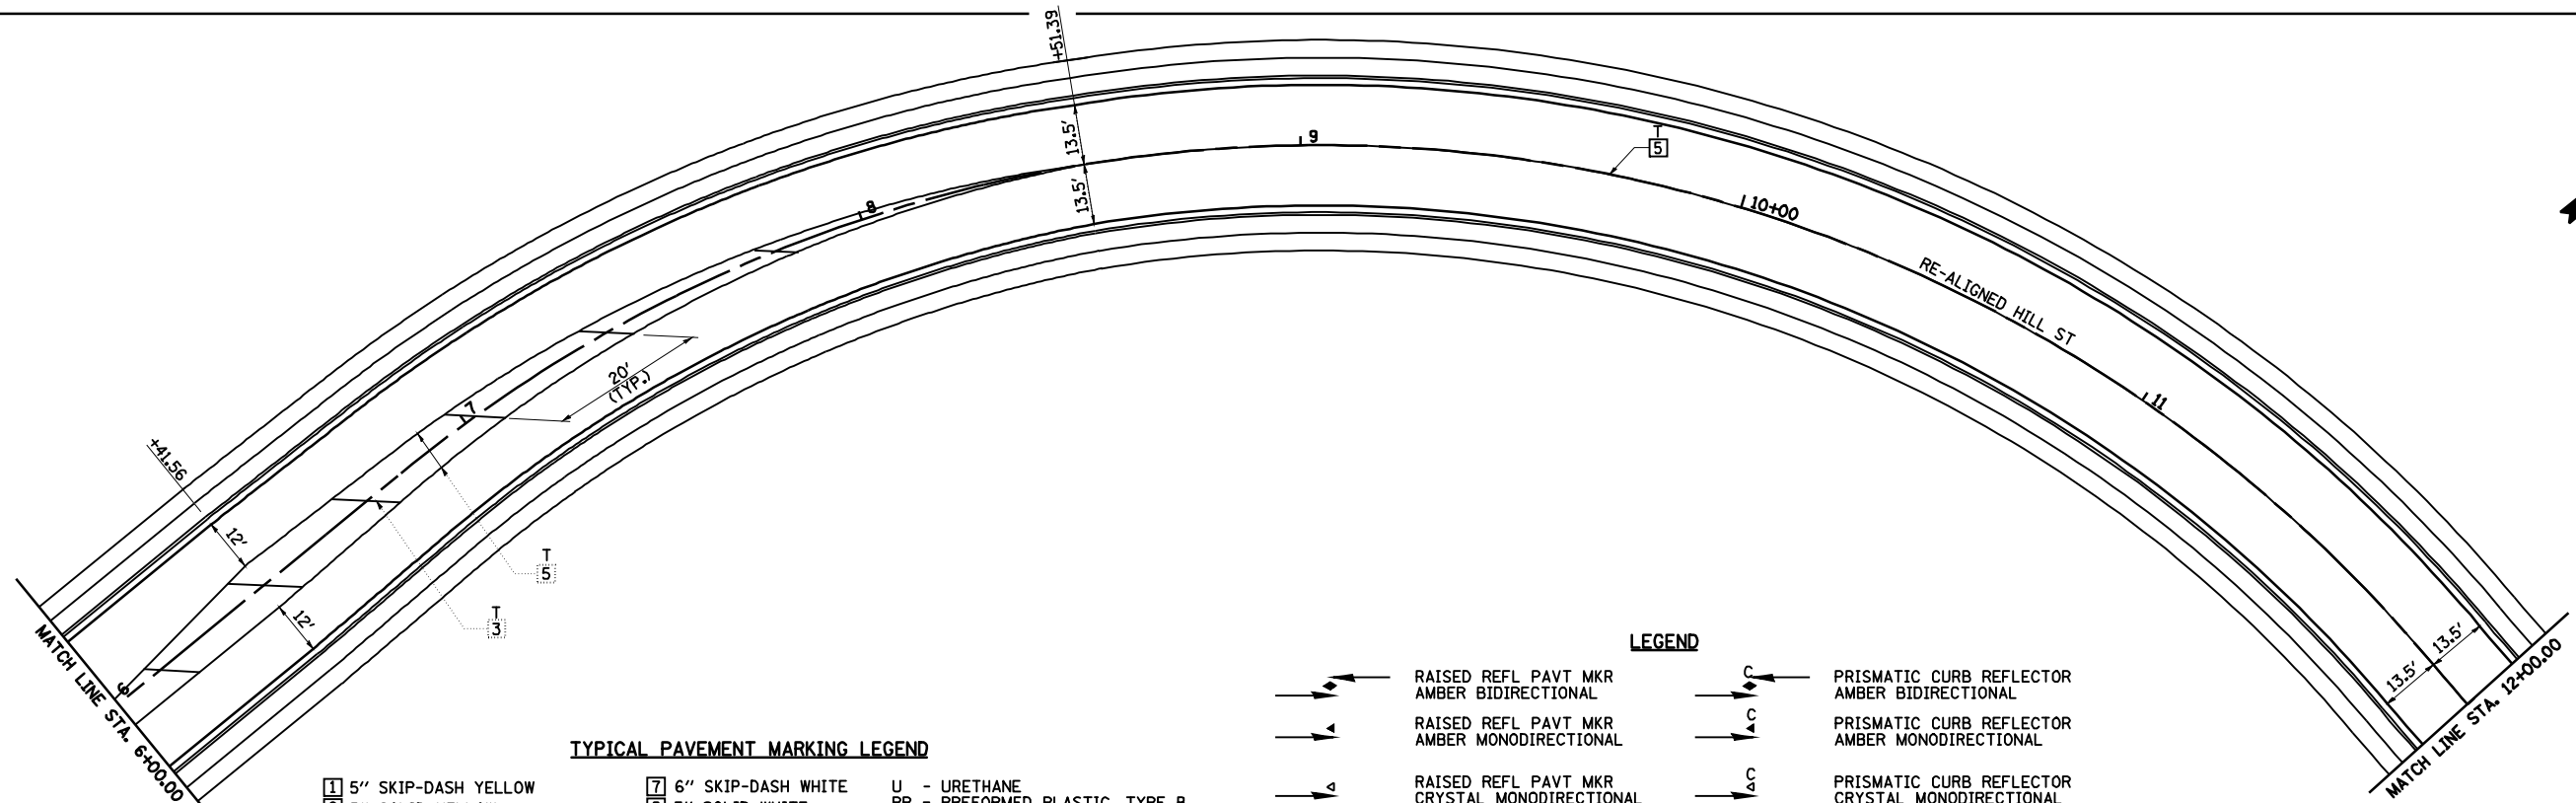 +51.39
13.5'
13.5'
9
T
5
8
10+00
RE-ALIGNED HILL ST
11
20'
(TYP.)
7
+41.56
12'
12'
T
5
T
3
6
MATCH LINE STA. 6+00.00
13.5'
13.5'
MATCH LINE STA. 12+00.00
LEGEND
RAISED REFL PAVT MKR
AMBER BIDIRECTIONAL
C
PRISMATIC CURB REFLECTOR
AMBER BIDIRECTIONAL
RAISED REFL PAVT MKR
AMBER MONODIRECTIONAL
C
PRISMATIC CURB REFLECTOR
AMBER MONODIRECTIONAL
RAISED REFL PAVT MKR
CRYSTAL MONODIRECTIONAL
C
PRISMATIC CURB REFLECTOR
CRYSTAL MONODIRECTIONAL
TYPICAL PAVEMENT MARKING LEGEND
1 5" SKIP-DASH YELLOW
7 6" SKIP-DASH WHITE
U - URETHANE
PREFORMED PLASTIC, TYPE B